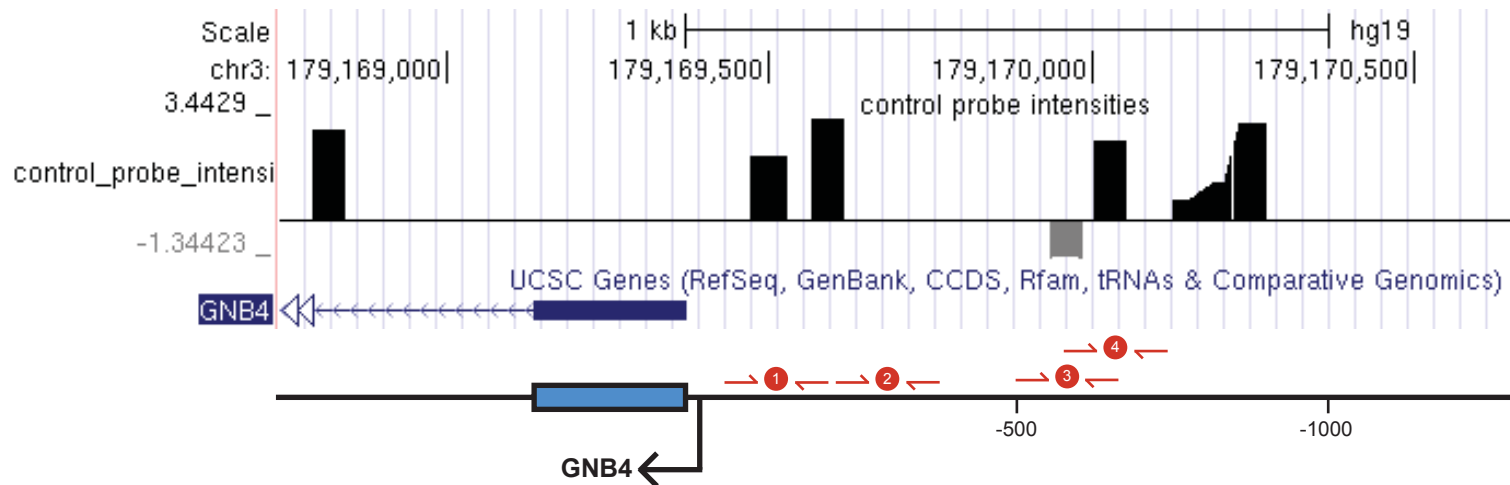 Scale 1 kb hg19
chr3: 179,169,000 179,169,500 179,170,000 179,170,500
3.4429 _ control probe intensities
control_probe_intensi
-1.34423 _
UCSC Genes (RefSeq, GenBank, CCDS, Rfam, tRNAs & Comparative Genomics)
GNB4
4
1 2 3
-500 -1000
GNB4